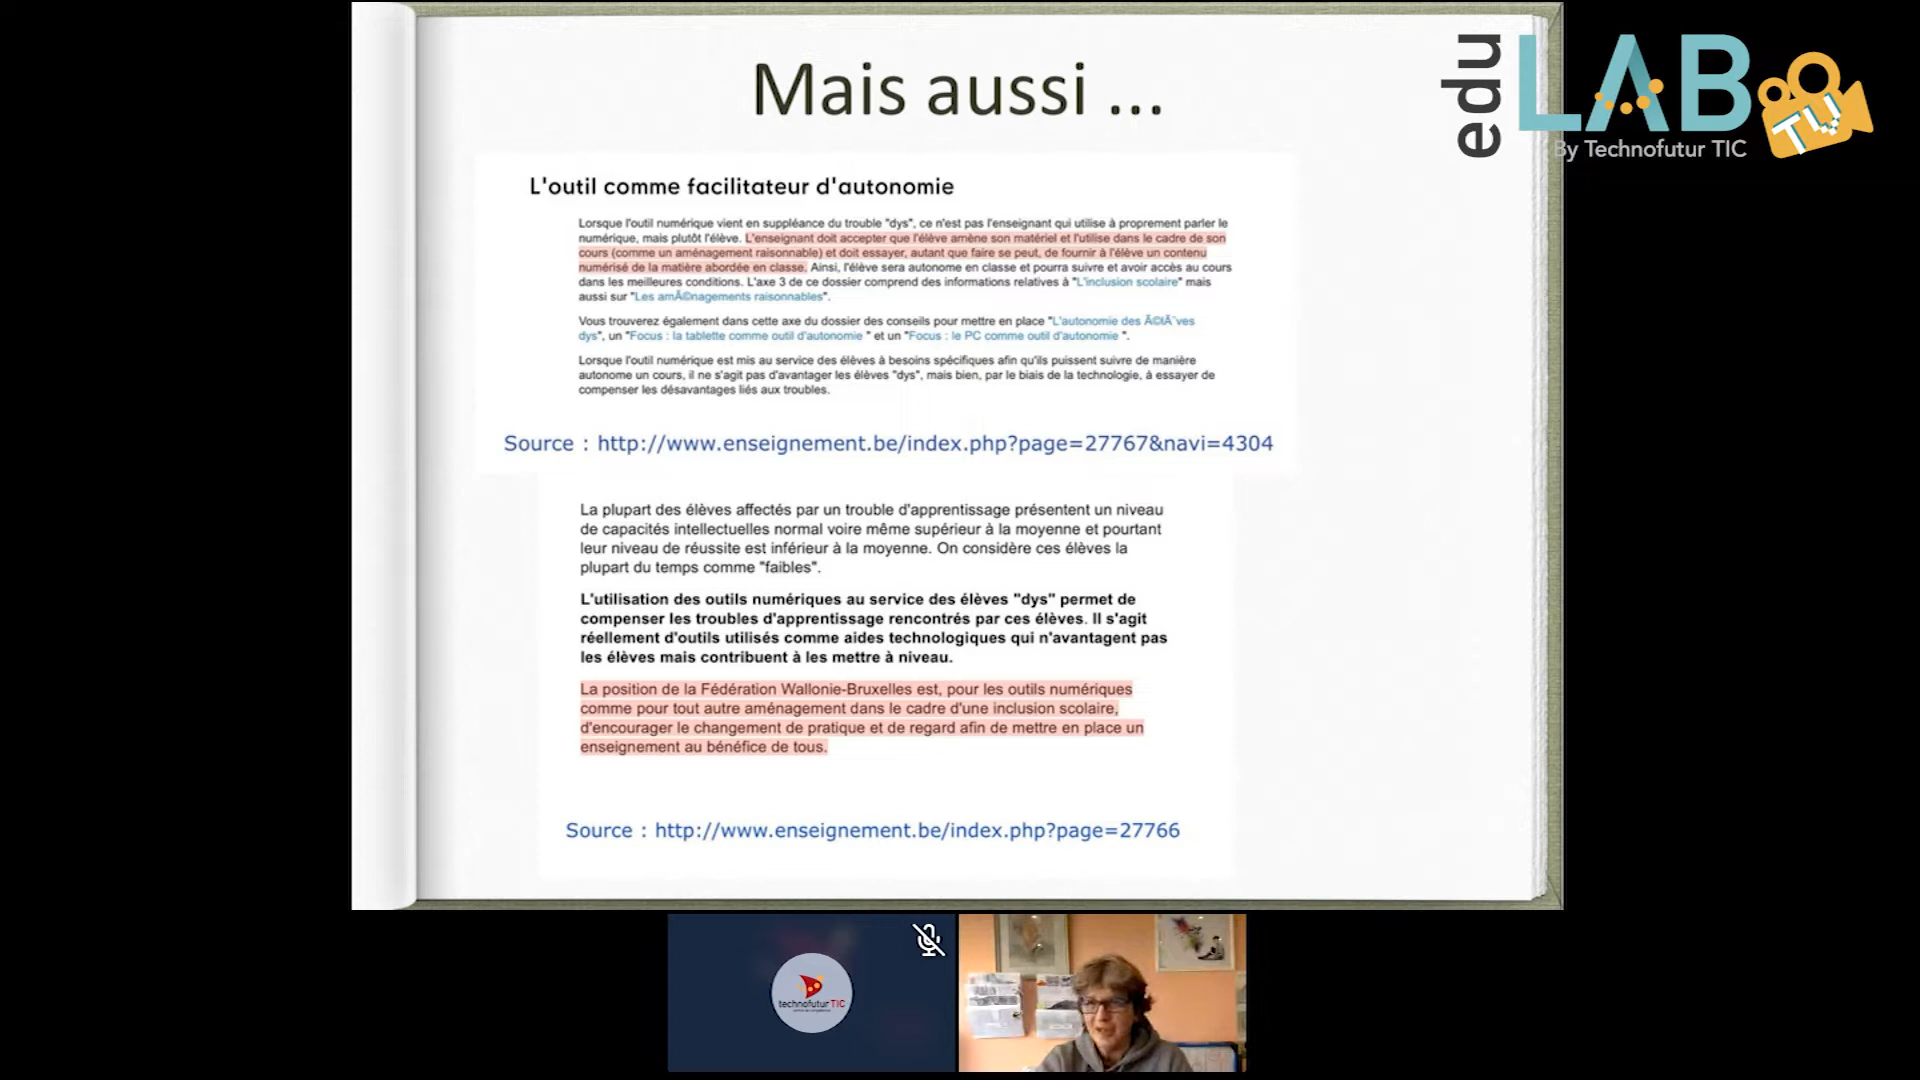 Mais aussi ...
edu
LAB
TV
By Technofutur TIC
L'outil comme facilitateur d'autonomie
Lorsque l'outil numérique vient en suppléance du trouble "dys", ce n'est pas l'enseignant qui utilise à proprement parler le
numérique, mais plutôt l'élève. L'enseignant doit accepter que l'élève amène son matériel et l'utilise dans le cadre de son
cours (comme un aménagement raisonnable) et doit essayer, autant que faire se peut, de fournir à l'élève un contenu
numérisé de la matière abordée en classe. Ainsi, l'élève sera autonome en classe et pourra suivre et avoir accès au cours
dans les meilleures conditions. L'axe 3 de ce dossier comprend des informations relatives à "L'inclusion scolaire" mais
aussi sur "Les amÃ©nagements raisonnables".
Vous trouverez également dans cette axe du dossier des conseils pour mettre en place "L'autonomie des Ã©lÃ¨ves
dys", un "Focus : la tablette comme outil d'autonomie " et un "Focus : le PC comme outil d'autonomie ".
Lorsque l'outil numérique est mis au service des élèves à besoins spécifiques afin qu'ils puissent suivre de manière
autonome un cours, il ne s'agit pas d'avantager les élèves "dys", mais bien, par le biais de la technologie, à essayer de
compenser les désavantages liés aux troubles.
Source : http://www.enseignement.be/index.php?page=27767&navi=4304
La plupart des élèves affectés par un trouble d'apprentissage présentent un niveau
de capacités intellectuelles normal voire même supérieur à la moyenne et pourtant
leur niveau de réussite est inférieur à la moyenne. On considère ces élèves la
plupart du temps comme "faibles".
L'utilisation des outils numériques au service des élèves "dys" permet de
compenser les troubles d'apprentissage rencontrés par ces élèves. Il s'agit
réellement d'outils utilisés comme aides technologiques qui n'avantagent pas
les élèves mais contribuent à les mettre à niveau.
La position de la Fédération Wallonie-Bruxelles est, pour les outils numériques
comme pour tout autre aménagement dans le cadre d'une inclusion scolaire,
d'encourager le changement de pratique et de regard afin de mettre en place un
enseignement au bénéfice de tous.
Source : http://www.enseignement.be/index.php?page=27766
technofutur TIC